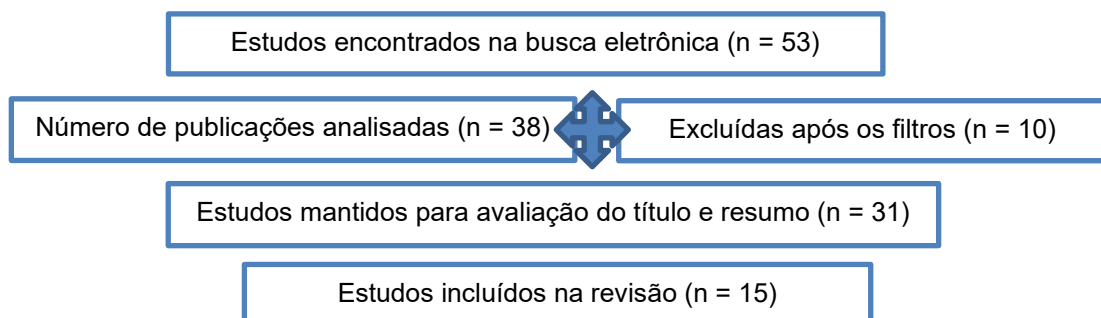 Estudos encontrados na busca eletrônica (n = 53)
Número de publicações analisadas (n = 38)
Excluídas após os filtros (n = 10)
Estudos mantidos para avaliação do título e resumo (n = 31)
Estudos incluídos na revisão (n = 15)